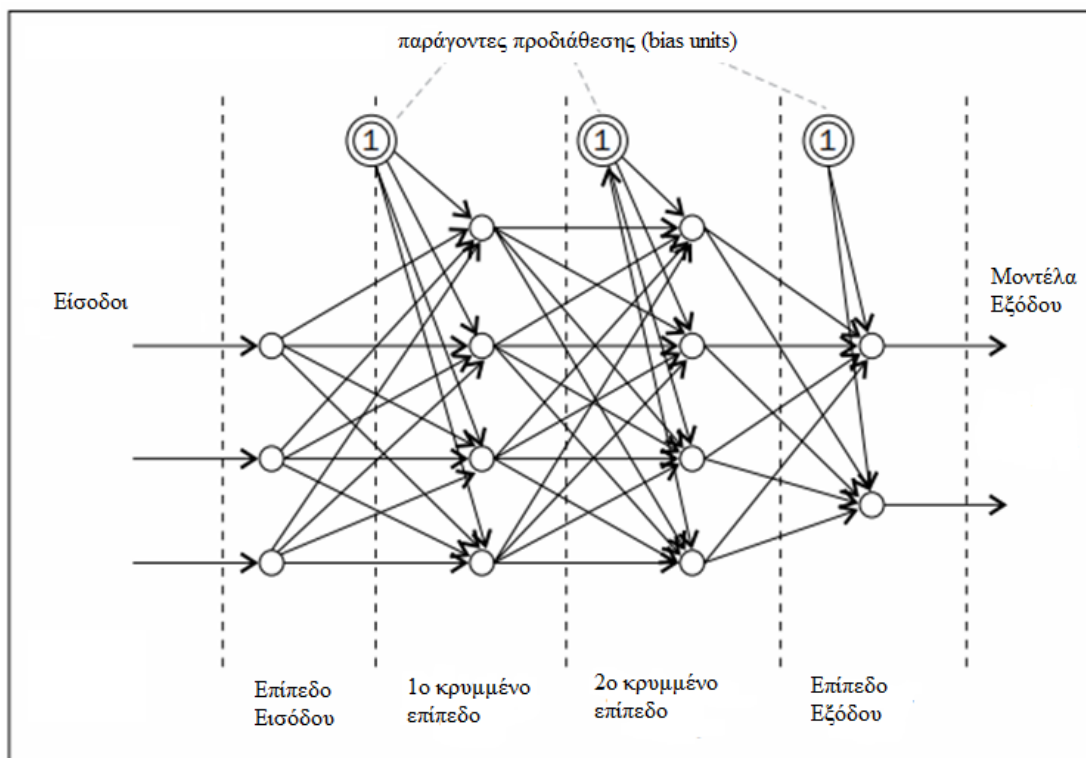 παράγοντες προδιάθεσης (bias units)
1
1
1
Είσοδοι
Μοντέλα
Εξόδου
Επίπεδο
Εισόδου
1ο κρυμμένο
επίπεδο
2ο κρυμμένο
επίπεδο
Επίπεδο
Εξόδου